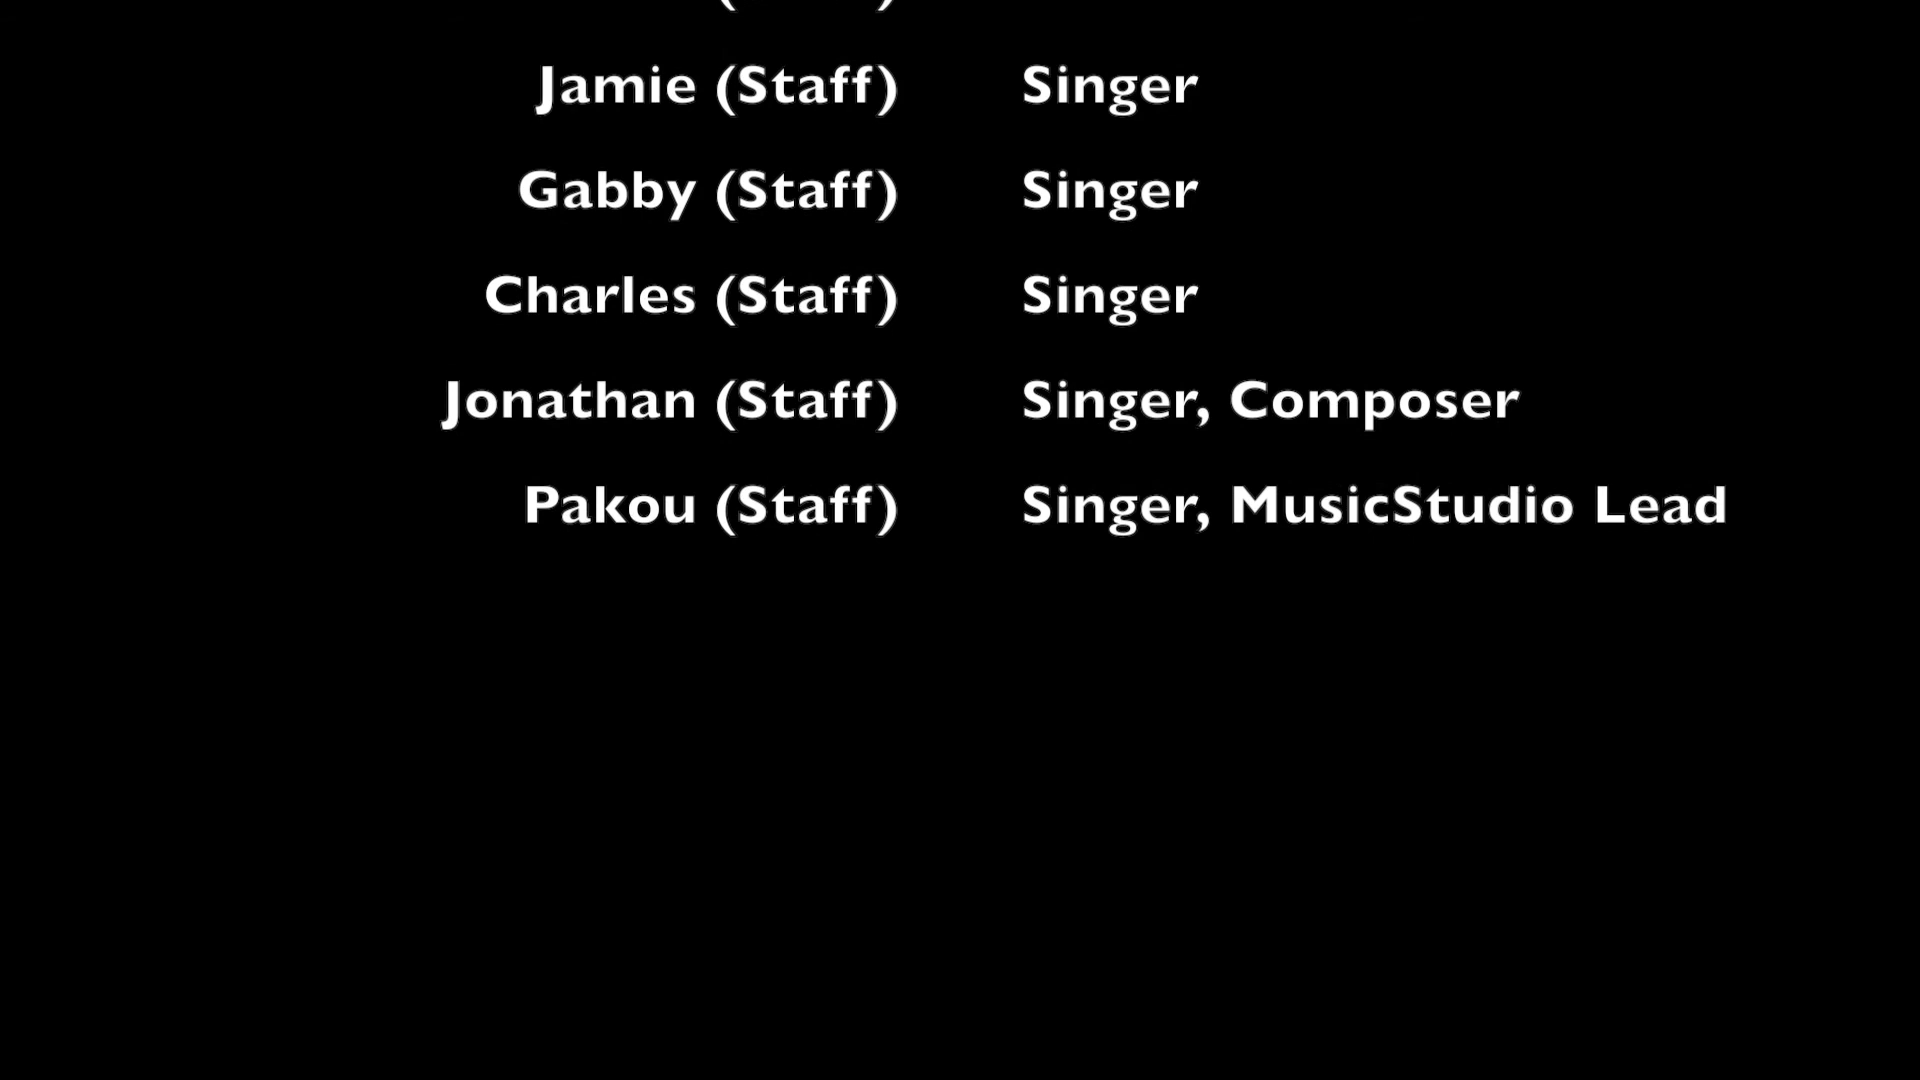 Jamie (Staff) Singer
Gabby (Staff) Singer
Charles (Staff) Singer
Jonathan (Staff) Singer, Composer
Pakou (Staff) Singer, MusicStudio Lead